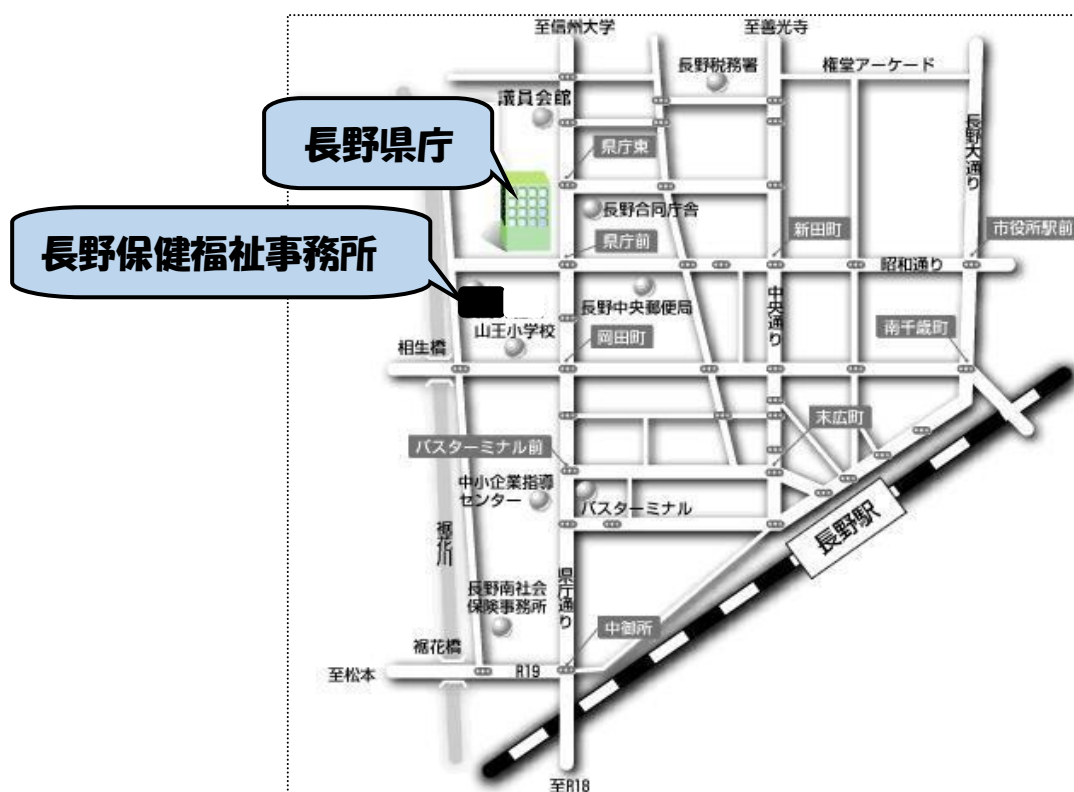 至信州大学
至善光寺
長野税務署
権堂アーケード
議員会館
長野大通り
長野県庁
県庁東
長野合同庁舎
長野保健福祉事務所
県庁前
新田町
市役所駅前
昭和通り
長野中央郵便局
中央通り
山王小学校
岡田町
南千歳町
相生橋
末広町
バスターミナル前
中小企業指導
センター
バスターミナル
裾花川
長野駅
長野南社会
保険事務所
県庁通り
中御所
裾花橋
至松本
R19
至R18